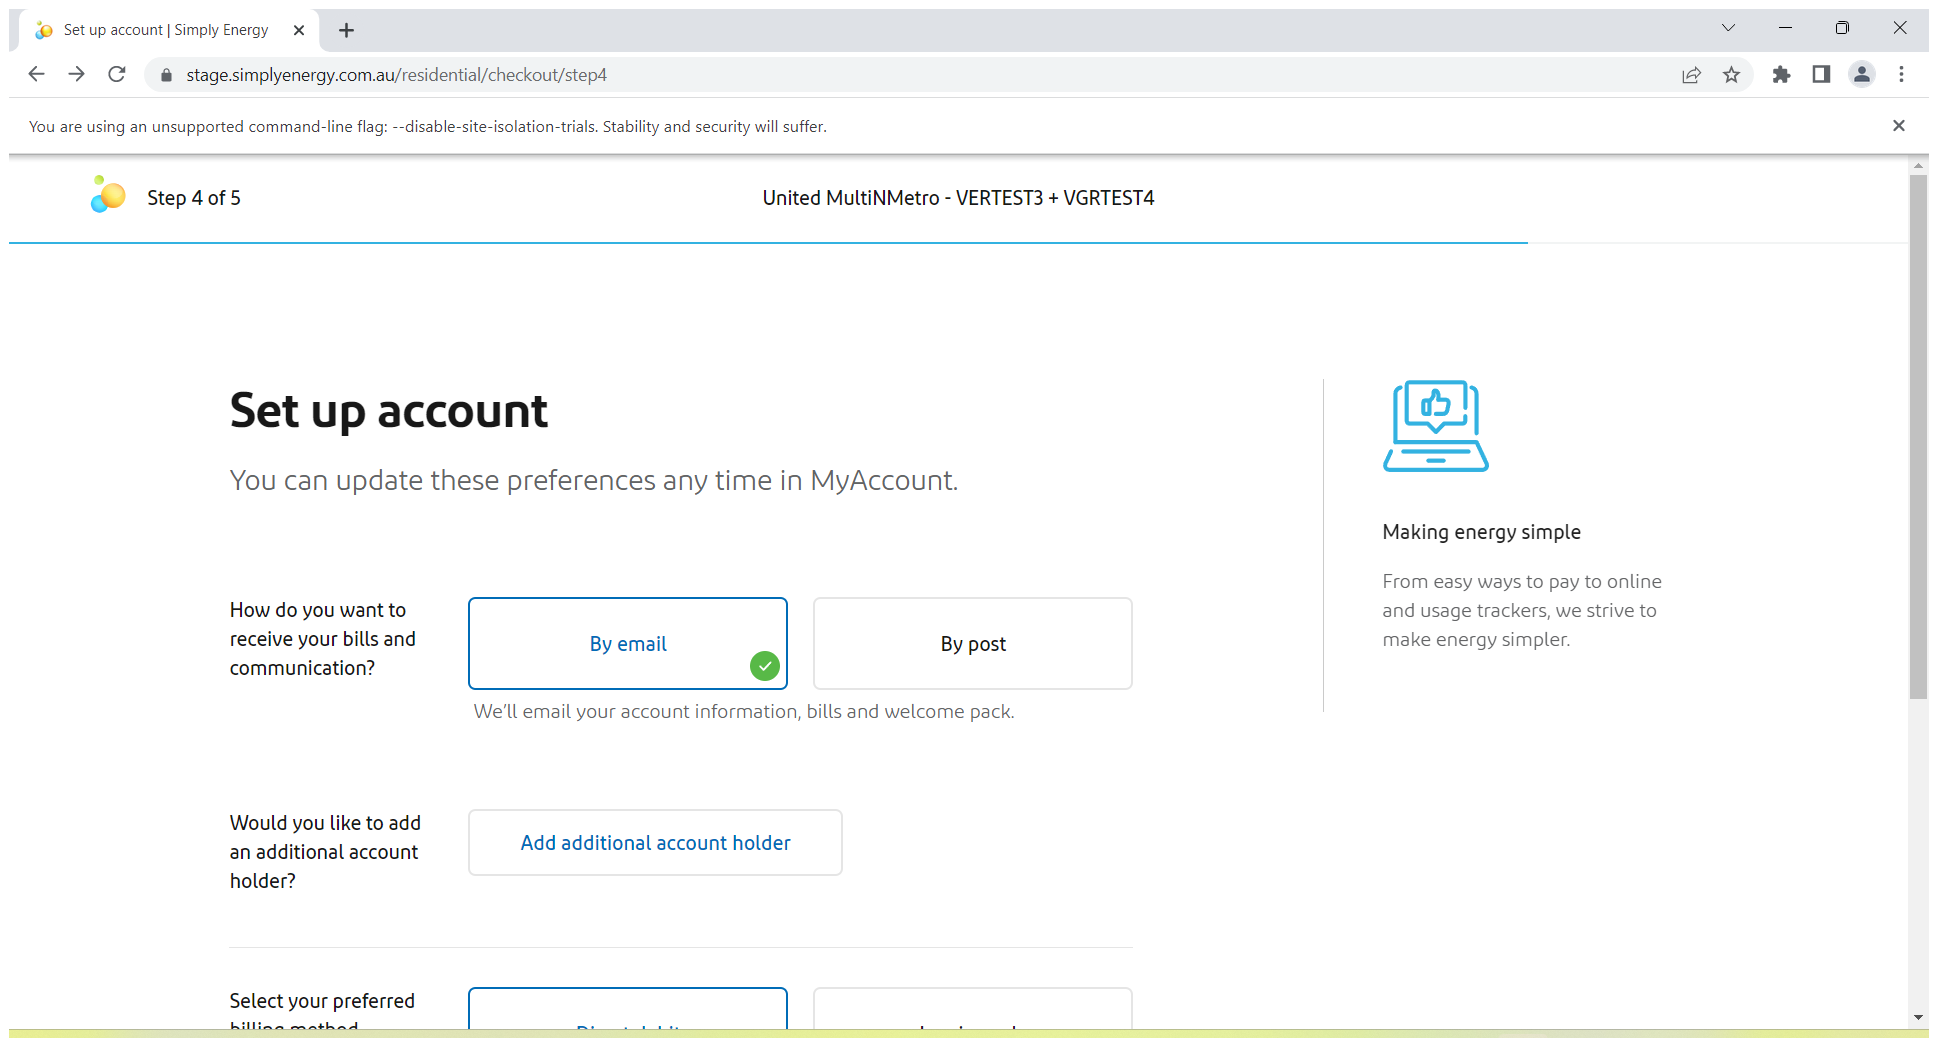 Set up account | Simply Energy
stage.simplyenergy.com.au/residential/checkout/step4
You are using an unsupported command-line flag: --disable-site-isolation-trials. Stability and security will suffer.
Step 4 of 5
United MultiNMetro - VERTEST3 + VGRTEST4
Set up account
You can update these preferences any time in MyAccount.
How do you want to
receive your bills and
communication?
By email
By post
We'll email your account information, bills and welcome pack.
Making energy simple
From easy ways to pay to online
and usage trackers, we strive to
make energy simpler.
Would you like to add
an additional account
holder?
Add additional account holder
Select your preferred
billing method